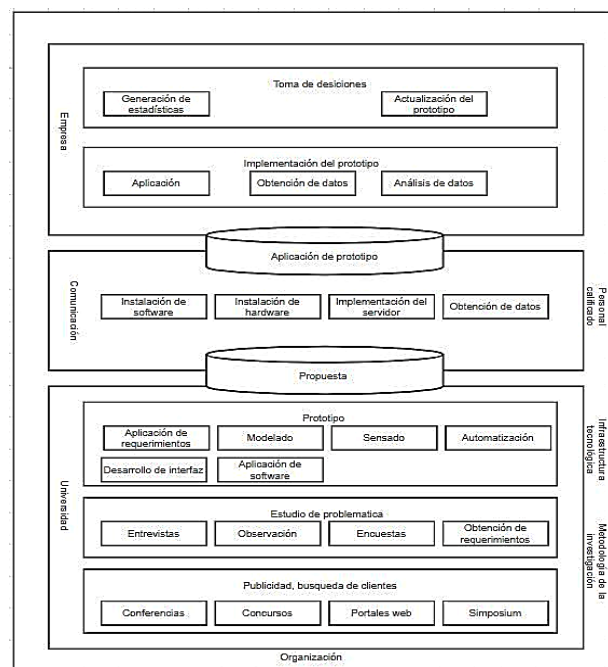 Toma de desiciones
Generación de
estadísticas
Actualización del
prototipo
Empresa
Implementación del prototipo
Aplicación
Obtención de datos
Análisis de datos
Aplicación de prototipo
Comunicación
Instalación de
software
Instalación de
hardware
Implementación del
servidor
Obtención de datos
Personal
calificado
Propuesta
Prototipo
Aplicación de
requerimientos
Modelado
Sensado
Automatización
Desarrollo de interfaz
Aplicación de
software
Infraestructura
tecnológica
Universidad
Estudio de problematica
Entrevistas
Observación
Encuestas
Obtención de
requerimientos
Metodología de la
investigación
Publicidad, busqueda de clientes
Conferencias
Concursos
Portales web
Simposium
Organización